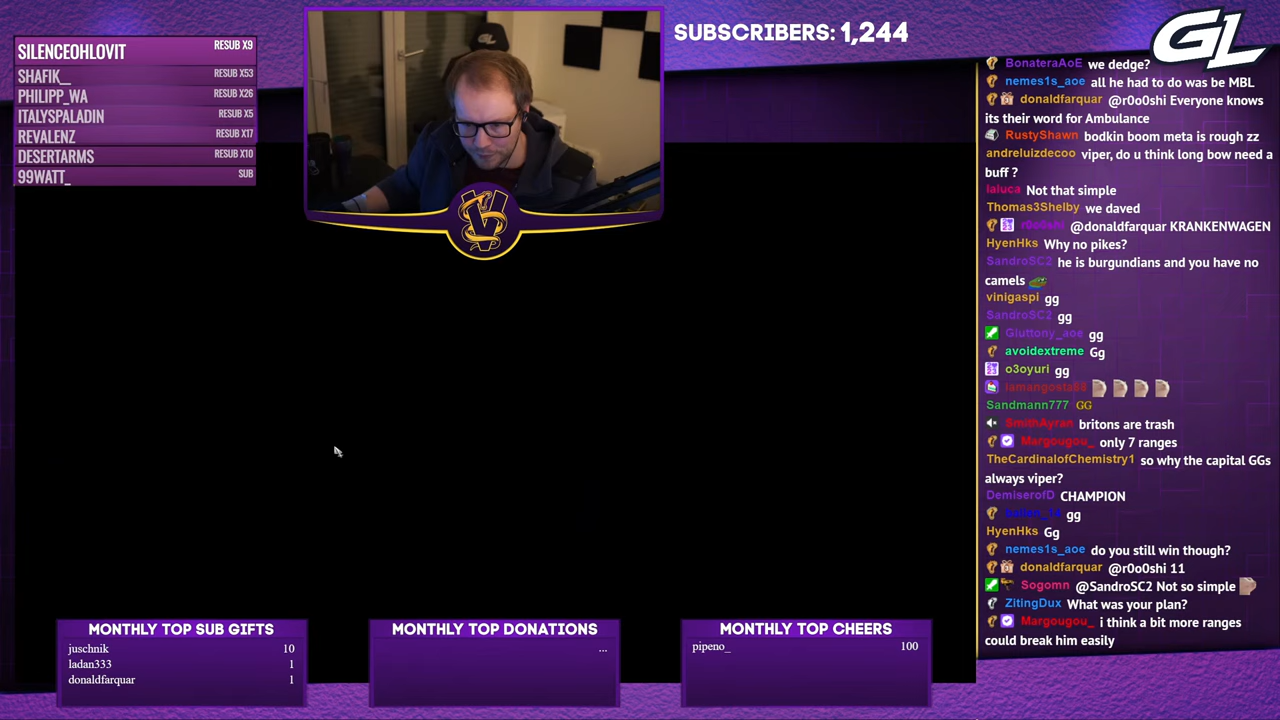 SUBSCRIBERS: 1,244
GL
SILENCEOHLOVIT RESUB X9
SHAFIK__ RESUB X53
PHILIPP_WA RESUB X26
ITALYSPALADIN RESUB X5
REVALENZ RESUB X17
DESERTARMS RESUB X10
99WATT_ SUB
BonateraAoE we dedge?
nemes1s_aoe all he had to do was be MBL
donaldfarquar @r0o0shi Everyone knows
its their word for Ambulance
RustyShawn bodkin boom meta is rough zz
andreluizdecoo viper, do u think long bow need a
buff ?
laluca Not that simple
Thomas3Shelby we daved
r0o0shi @donaldfarquar KRANKENWAGEN
HyenHks Why no pikes?
SandroSC2 he is burgundians and you have no
camels
vinigaspi gg
SandroSC2 gg
Gluttony_aoe gg
avoidextreme Gg
o3oyuri gg
Sandmann777 GG
SmithAyran britons are trash
Margougou_ only 7 ranges
TheCardinalofChemistry1 so why the capital GGs
always viper?
DemiserofD CHAMPION
gg
HyenHks Gg
nemes1s_aoe do you still win though?
donaldfarquar @r0o0shi 11
Sogomn @SandroSC2 Not so simple
ZitingDux What was your plan?
Margougou_ i think a bit more ranges
could break him easily
MONTHLY TOP SUB GIFTS
juschnik 10
ladan333 1
donaldfarquar 1
MONTHLY TOP DONATIONS
...
MONTHLY TOP CHEERS
pipeno_ 100